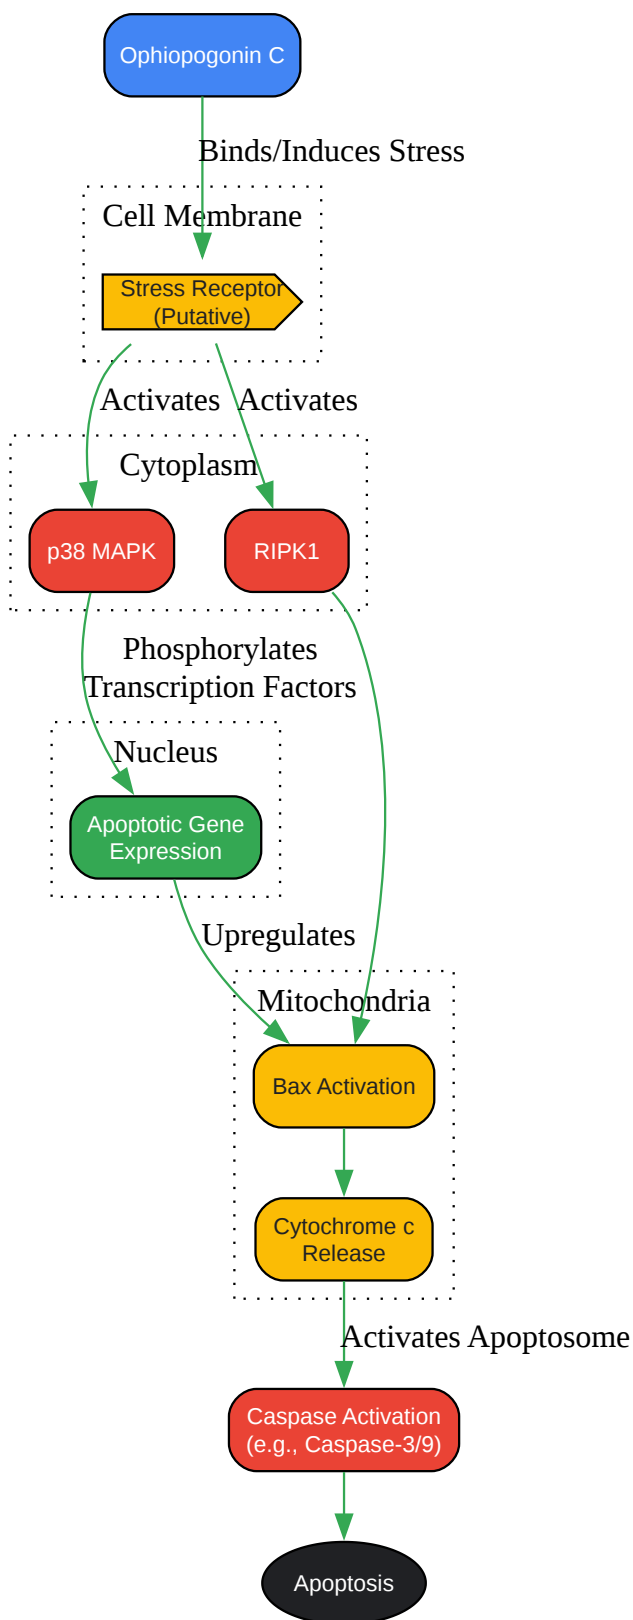 Ophiopogonin C
Binds/Induces Stress
Cell Membrane
Stress Receptor
(Putative)
Activates
Activates
Cytoplasm
p38 MAPK
RIPK1
Phosphorylates
Transcription Factors
Nucleus
Apoptotic Gene
Expression
Upregulates
Mitochondria
Bax Activation
Cytochrome c
Release
Activates Apoptosome
Caspase Activation
(e.g., Caspase-3/9)
Apoptosis